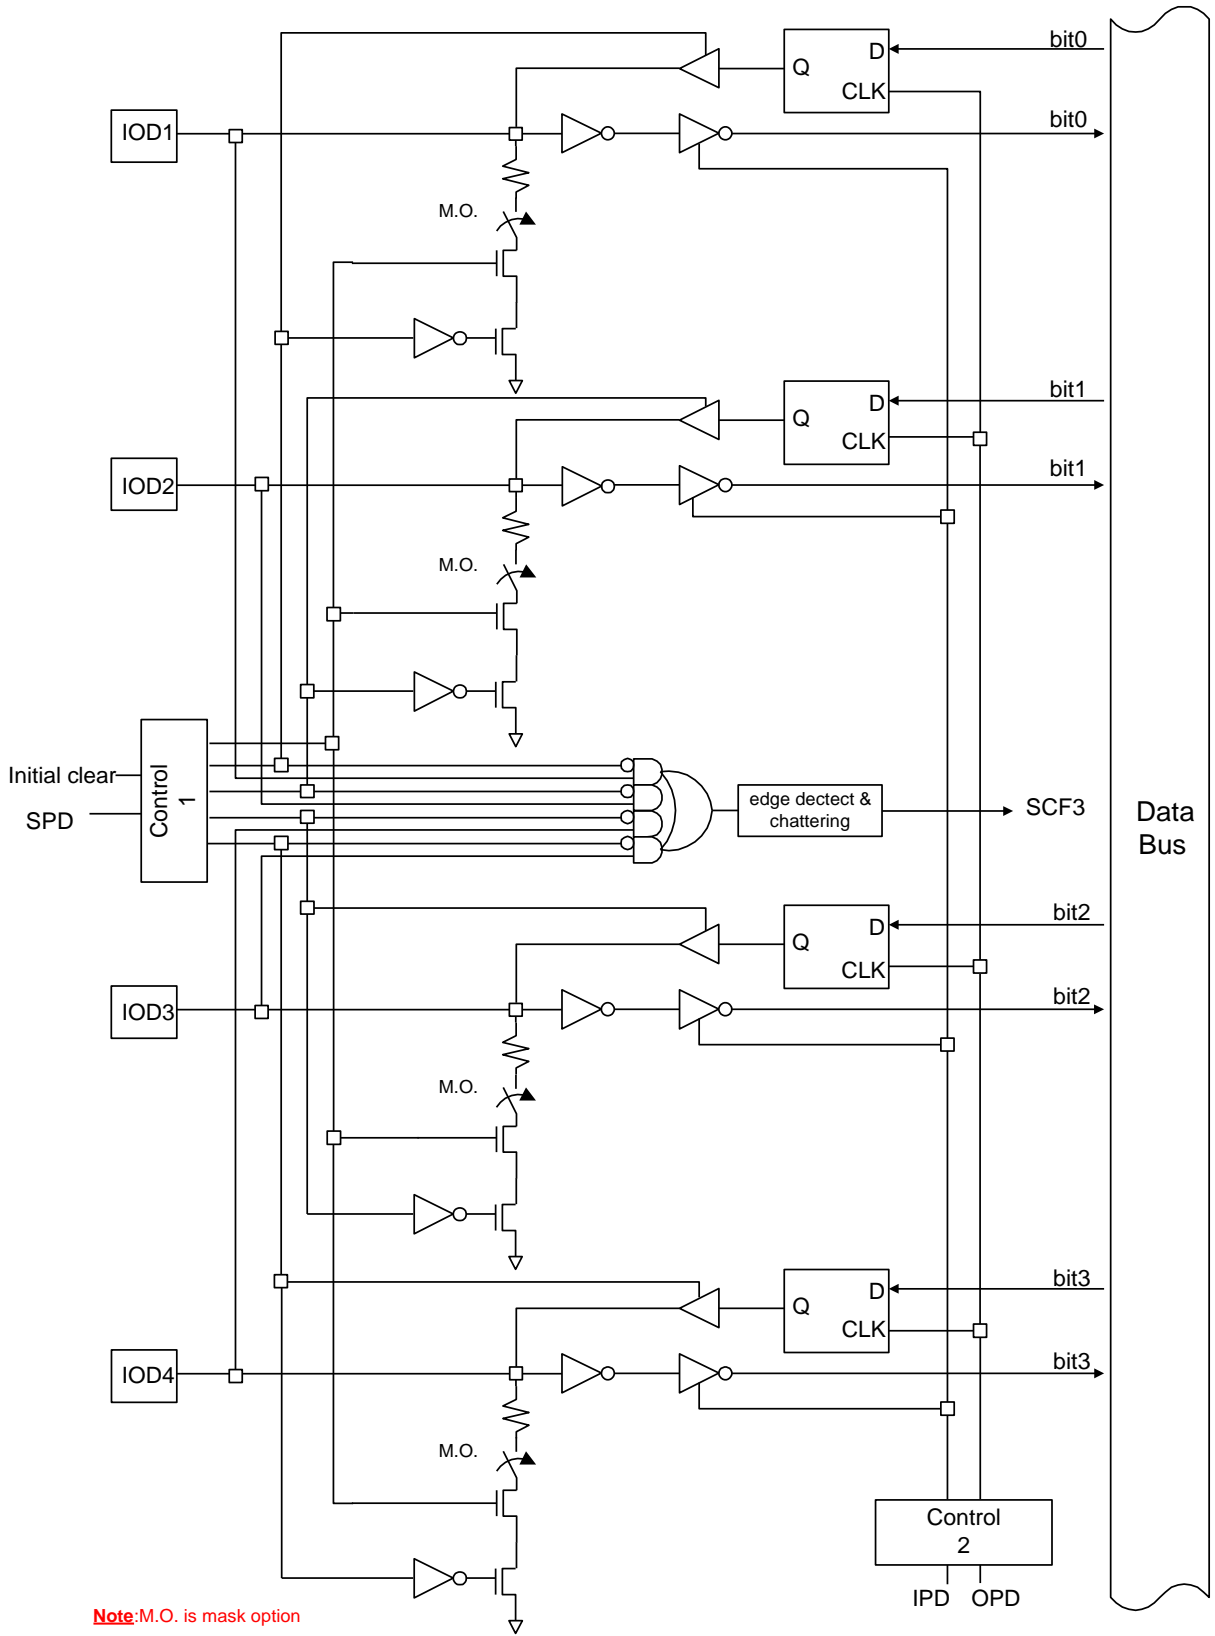 bit0
D
Q
CLK
IOD1
bit0
M.O.
bit1
D
Q
CLK
IOD2
bit1
M.O.
Initial clear
SPD
Control
1
edge dectect &
chattering
SCF3
Data
Bus
bit2
D
Q
CLK
IOD3
bit2
M.O.
bit3
D
Q
CLK
IOD4
bit3
M.O.
Control
2
IPD OPD
Note:M.O. is mask option